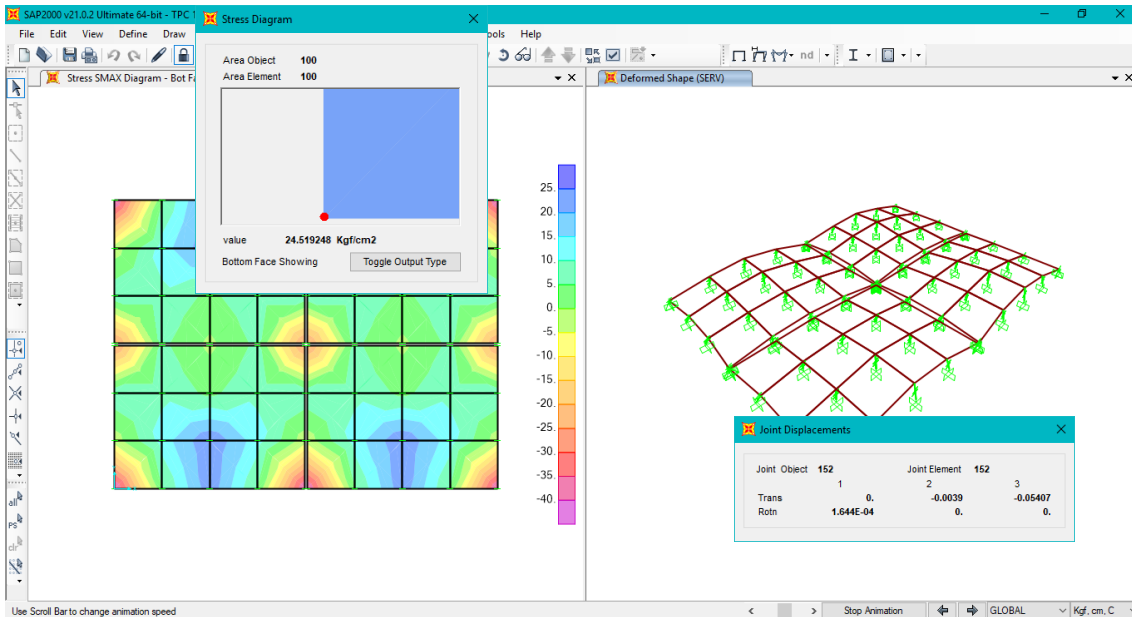 SAP2000 v21.0.2 Ultimate 64-bit - TPC 1
File Edit View Define Draw
ools Help
nd
Stress SMAX Diagram - Bot Fa
Stress Diagram
Area Object 100
Area Element 100
value 24.519248 Kgf/cm2
Bottom Face Showing Toggle Output Type
25.
20.
15.
10.
5.
0.
-5.
-10.
-15.
-20.
-25.
-30.
-35.
-40.
Deformed Shape (SERV)
Joint Displacements
Joint Object 152 Joint Element 152
1 2 3
Trans 0. -0.0039 -0.05407
Rotn 1.644E-04 0. 0.
all
PS
clr
Use Scroll Bar to change animation speed
Stop Animation
GLOBAL
Kgf, cm, C